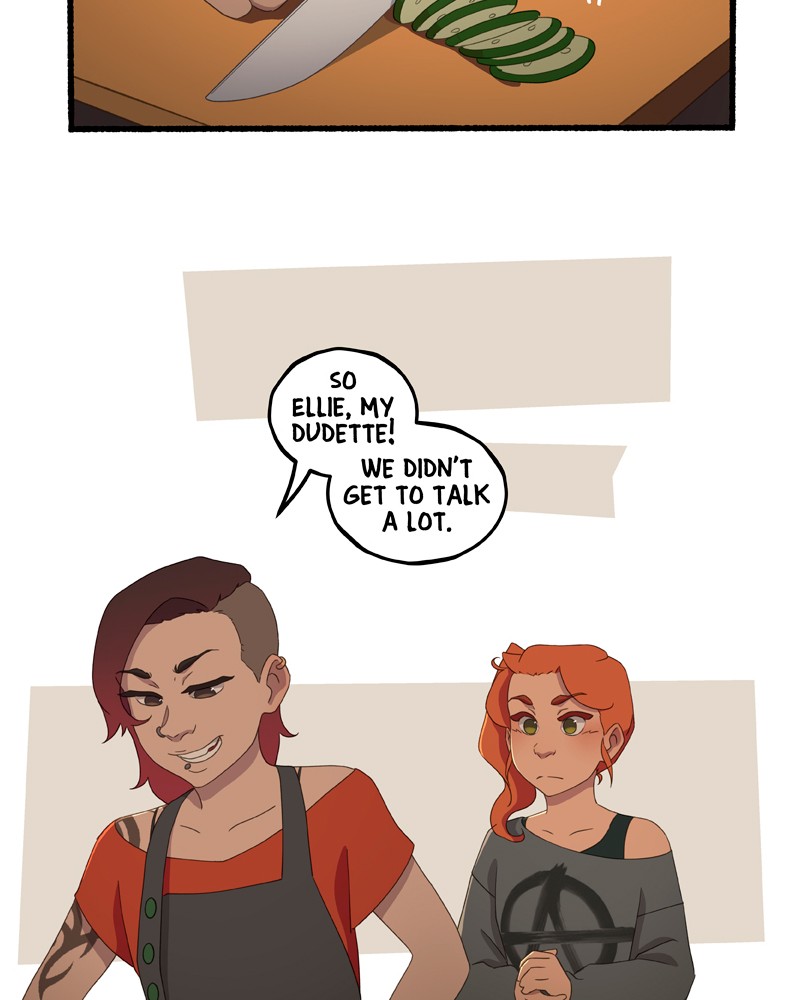 SO
ELLIE, MY
DUDETTE!
WE DIDN'T
GET TO TALK
A LOT.